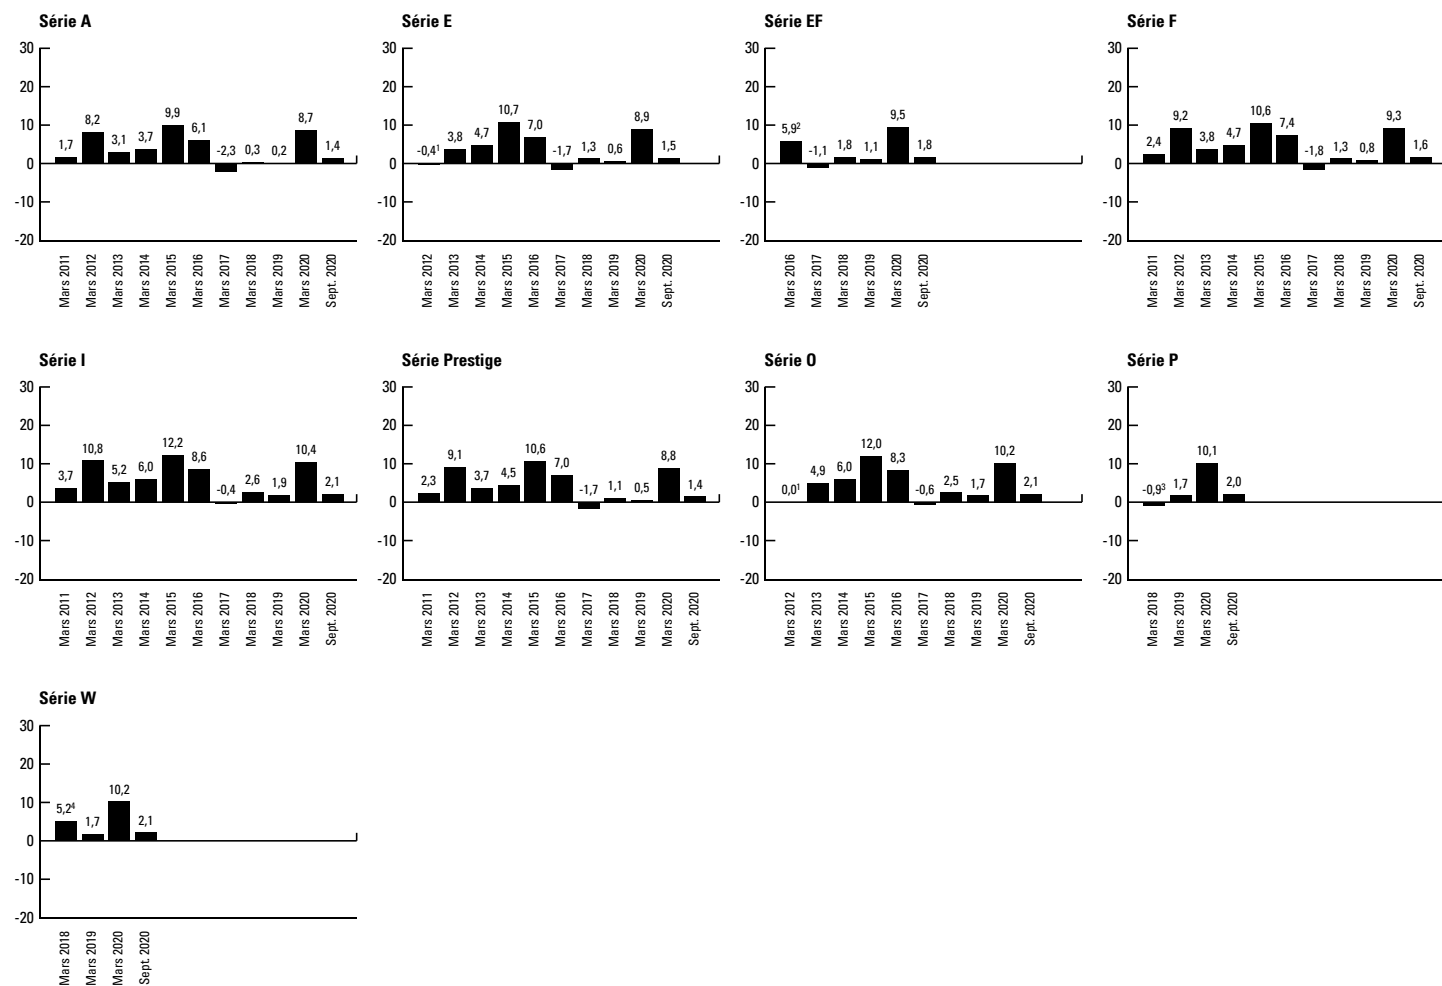 Série A
30
20
10
0
-10
-20
1,7
8,2
3,1
3,7
9,9
6,1
-2,3
0,3
0,2
8,7
1,4
Mars 2011
Mars 2012
Mars 2013
Mars 2014
Mars 2015
Mars 2016
Mars 2017
Mars 2018
Mars 2019
Mars 2020
Sept. 2020
Série E
30
20
10
0
-10
-20
-0,4¹
3,8
4,7
10,7
7,0
-1,7
1,3
0,6
8,9
1,5
Mars 2012
Mars 2013
Mars 2014
Mars 2015
Mars 2016
Mars 2017
Mars 2018
Mars 2019
Mars 2020
Sept. 2020
Série EF
30
20
10
0
-10
-20
5,9²
-1,1
1,8
1,1
9,5
1,8
Mars 2016
Mars 2017
Mars 2018
Mars 2019
Mars 2020
Sept. 2020
Série F
30
20
10
0
-10
-20
2,4
9,2
3,8
4,7
10,6
7,4
-1,8
1,3
0,8
9,3
1,6
Mars 2011
Mars 2012
Mars 2013
Mars 2014
Mars 2015
Mars 2016
Mars 2017
Mars 2018
Mars 2019
Mars 2020
Sept. 2020
Série I
30
20
10
0
-10
-20
3,7
10,8
5,2
6,0
12,2
8,6
-0,4
2,6
1,9
10,4
2,1
Mars 2011
Mars 2012
Mars 2013
Mars 2014
Mars 2015
Mars 2016
Mars 2017
Mars 2018
Mars 2019
Mars 2020
Sept. 2020
Série Prestige
30
20
10
0
-10
-20
2,3
9,1
3,7
4,5
10,6
7,0
-1,7
1,1
0,5
8,8
1,4
Mars 2011
Mars 2012
Mars 2013
Mars 2014
Mars 2015
Mars 2016
Mars 2017
Mars 2018
Mars 2019
Mars 2020
Sept. 2020
Série O
30
20
10
0
-10
-20
0,0¹
4,9
6,0
12,0
8,3
-0,6
2,5
1,7
10,2
2,1
Mars 2012
Mars 2013
Mars 2014
Mars 2015
Mars 2016
Mars 2017
Mars 2018
Mars 2019
Mars 2020
Sept. 2020
Série P
30
20
10
0
-10
-20
-0,9³
1,7
10,1
2,0
Mars 2018
Mars 2019
Mars 2020
Sept. 2020
Série W
30
20
10
0
-10
-20
5,2⁴
1,7
10,2
2,1
Mars 2018
Mars 2019
Mars 2020
Sept. 2020